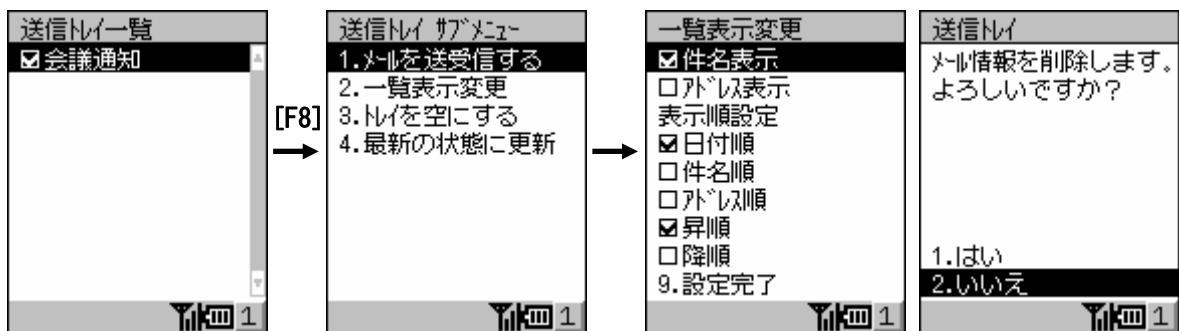 送信ﾄﾚｲ一覧
会議通知
1
[F8]
送信ﾄﾚｲ ｻﾌﾞﾒﾆｭｰ
1.ﾒｰﾙを送受信する
2.一覧表示変更
3.ﾄﾚｲを空にする
4.最新の状態に更新
1
一覧表示変更
件名表示
ｱﾄﾞﾚｽ表示
表示順設定
日付順
件名順
ｱﾄﾞﾚｽ順
昇順
降順
9.設定完了
1
送信ﾄﾚｲ
ﾒｰﾙ情報を削除します。
よろしいですか？
1.はい
2.いいえ
1